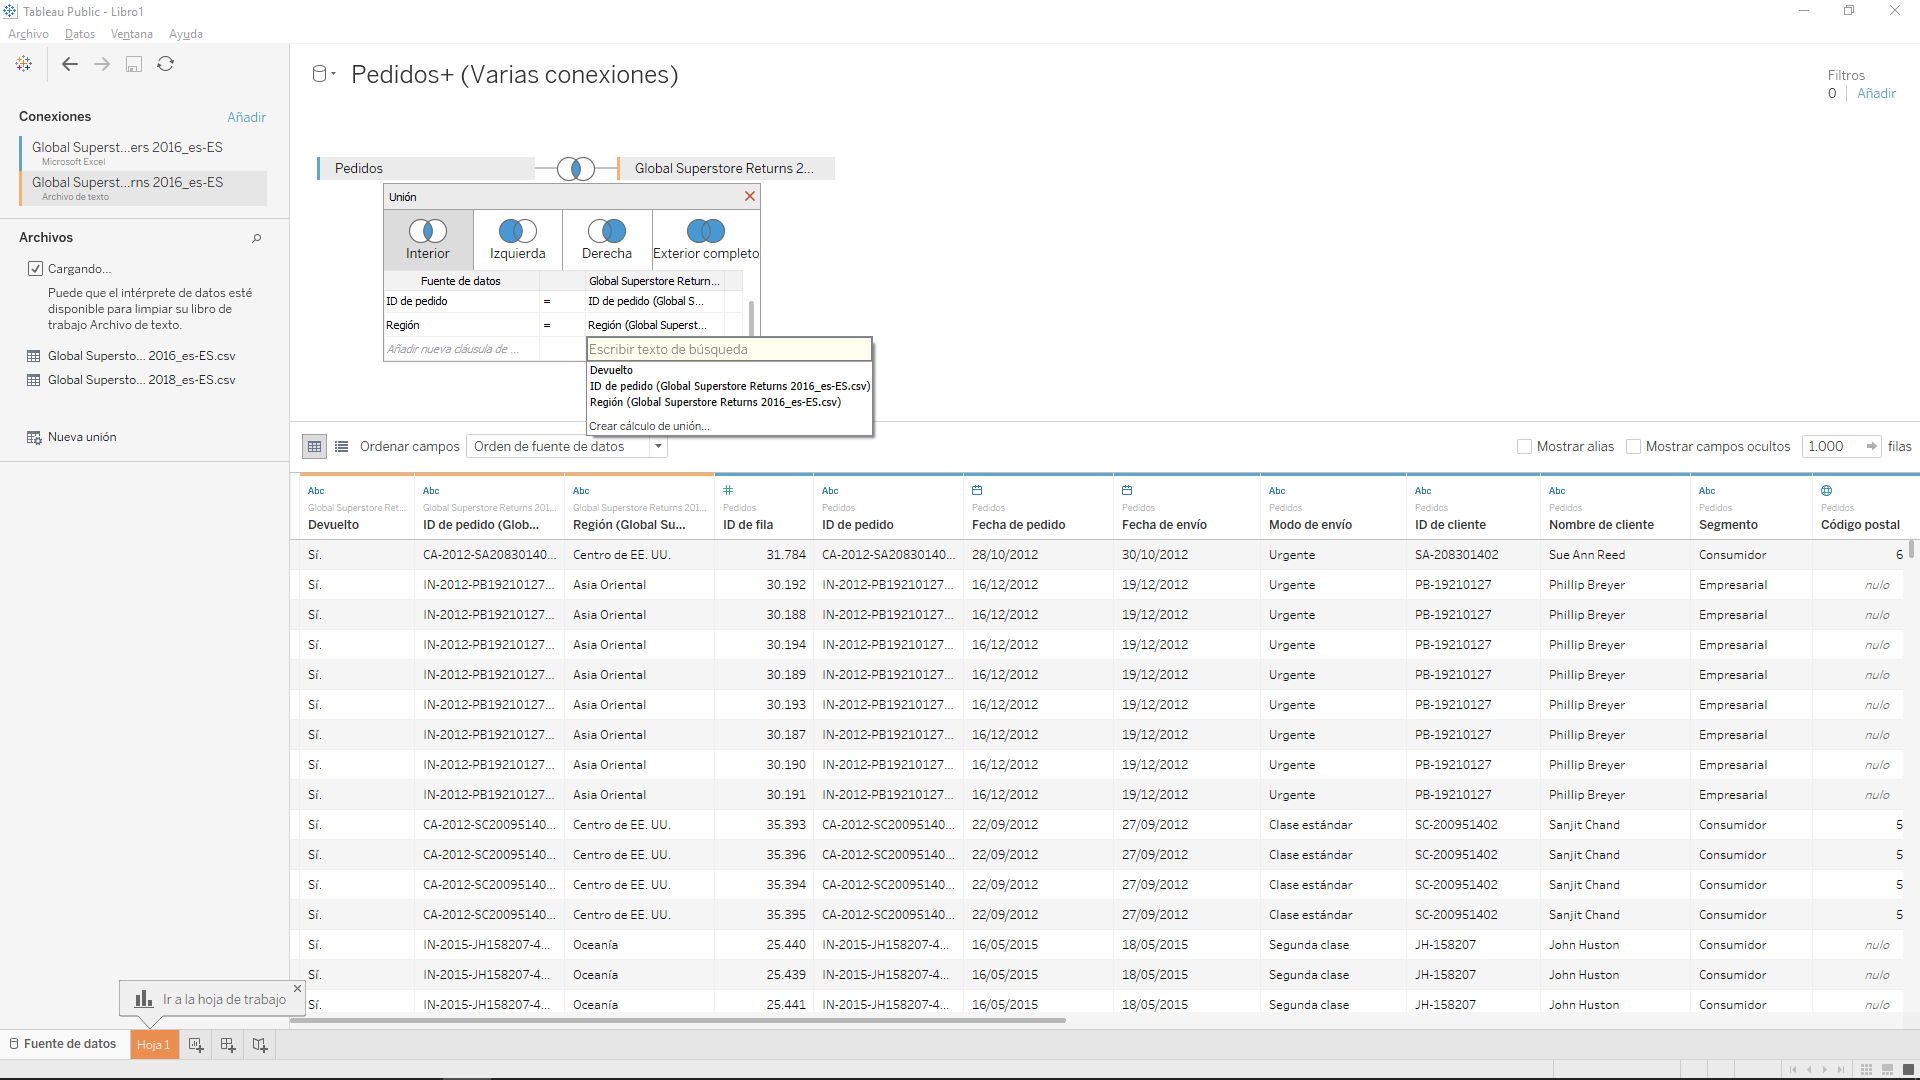 Tableau Public - Libro1
Archivo Datos Ventana Ayuda
Pedidos+ (Varias conexiones)
Filtros
0 Añadir
Conexiones Añadir
Global Superst...ers 2016_es-ES
Microsoft Excel
Global Superst...rns 2016_es-ES
Archivo de texto
Archivos
Cargando...
Puede que el intérprete de datos esté
disponible para limpiar su libro de
trabajo Archivo de texto.
Global Supersto... 2016_es-ES.csv
Global Supersto... 2018_es-ES.csv
Nueva unión
Pedidos Global Superstore Returns 2...
Unión
Interior Izquierda Derecha Exterior completo
Fuente de datos Global Superstore Return...
ID de pedido = ID de pedido (Global S...
Región = Región (Global Superst...
Añadir nueva cláusula de ...
Escribir texto de búsqueda
Devuelto
ID de pedido (Global Superstore Returns 2016_es-ES.csv)
Región (Global Superstore Returns 2016_es-ES.csv)
Crear cálculo de unión...
Ordenar campos Orden de fuente de datos Mostrar alias Mostrar campos ocultos 1.000 filas
Abc Abc Abc # Abc Abc Abc Abc Abc
Global Superstore Ret... Global Superstore Returns 201... Global Superstore Returns 201... Pedidos Pedidos Pedidos Pedidos Pedidos Pedidos Pedidos Pedidos Pedidos
Devuelto ID de pedido (Glob... Región (Global Su... ID de fila ID de pedido Fecha de pedido Fecha de envío Modo de envío ID de cliente Nombre de cliente Segmento Código postal
Sí. CA-2012-SA20830140... Centro de EE. UU. 31.784 CA-2012-SA20830140... 28/10/2012 30/10/2012 Urgente SA-208301402 Sue Ann Reed Consumidor 6
Sí. IN-2012-PB19210127... Asia Oriental 30.192 IN-2012-PB19210127... 16/12/2012 19/12/2012 Urgente PB-19210127 Phillip Breyer Empresarial nulo
Sí. IN-2012-PB19210127... Asia Oriental 30.188 IN-2012-PB19210127... 16/12/2012 19/12/2012 Urgente PB-19210127 Phillip Breyer Empresarial nulo
Sí. IN-2012-PB19210127... Asia Oriental 30.194 IN-2012-PB19210127... 16/12/2012 19/12/2012 Urgente PB-19210127 Phillip Breyer Empresarial nulo
Sí. IN-2012-PB19210127... Asia Oriental 30.189 IN-2012-PB19210127... 16/12/2012 19/12/2012 Urgente PB-19210127 Phillip Breyer Empresarial nulo
Sí. IN-2012-PB19210127... Asia Oriental 30.193 IN-2012-PB19210127... 16/12/2012 19/12/2012 Urgente PB-19210127 Phillip Breyer Empresarial nulo
Sí. IN-2012-PB19210127... Asia Oriental 30.187 IN-2012-PB19210127... 16/12/2012 19/12/2012 Urgente PB-19210127 Phillip Breyer Empresarial nulo
Sí. IN-2012-PB19210127... Asia Oriental 30.190 IN-2012-PB19210127... 16/12/2012 19/12/2012 Urgente PB-19210127 Phillip Breyer Empresarial nulo
Sí. IN-2012-PB19210127... Asia Oriental 30.191 IN-2012-PB19210127... 16/12/2012 19/12/2012 Urgente PB-19210127 Phillip Breyer Empresarial nulo
Sí. CA-2012-SC20095140... Centro de EE. UU. 35.393 CA-2012-SC20095140... 22/09/2012 27/09/2012 Clase estándar SC-200951402 Sanjit Chand Consumidor 5
Sí. CA-2012-SC20095140... Centro de EE. UU. 35.396 CA-2012-SC20095140... 22/09/2012 27/09/2012 Clase estándar SC-200951402 Sanjit Chand Consumidor 5
Sí. CA-2012-SC20095140... Centro de EE. UU. 35.394 CA-2012-SC20095140... 22/09/2012 27/09/2012 Clase estándar SC-200951402 Sanjit Chand Consumidor 5
Sí. CA-2012-SC20095140... Centro de EE. UU. 35.395 CA-2012-SC20095140... 22/09/2012 27/09/2012 Clase estándar SC-200951402 Sanjit Chand Consumidor 5
Sí. IN-2015-JH158207-4... Oceanía 25.440 IN-2015-JH158207-4... 16/05/2015 18/05/2015 Segunda clase JH-158207 John Huston Consumidor nulo
Sí. IN-2015-JH158207-4... Oceanía 25.439 IN-2015-JH158207-4... 16/05/2015 18/05/2015 Segunda clase JH-158207 John Huston Consumidor nulo
Sí. IN-2015-JH158207-4... Oceanía 25.441 IN-2015-JH158207-4... 16/05/2015 18/05/2015 Segunda clase JH-158207 John Huston Consumidor nulo
Ir a la hoja de trabajo
Fuente de datos Hoja 1